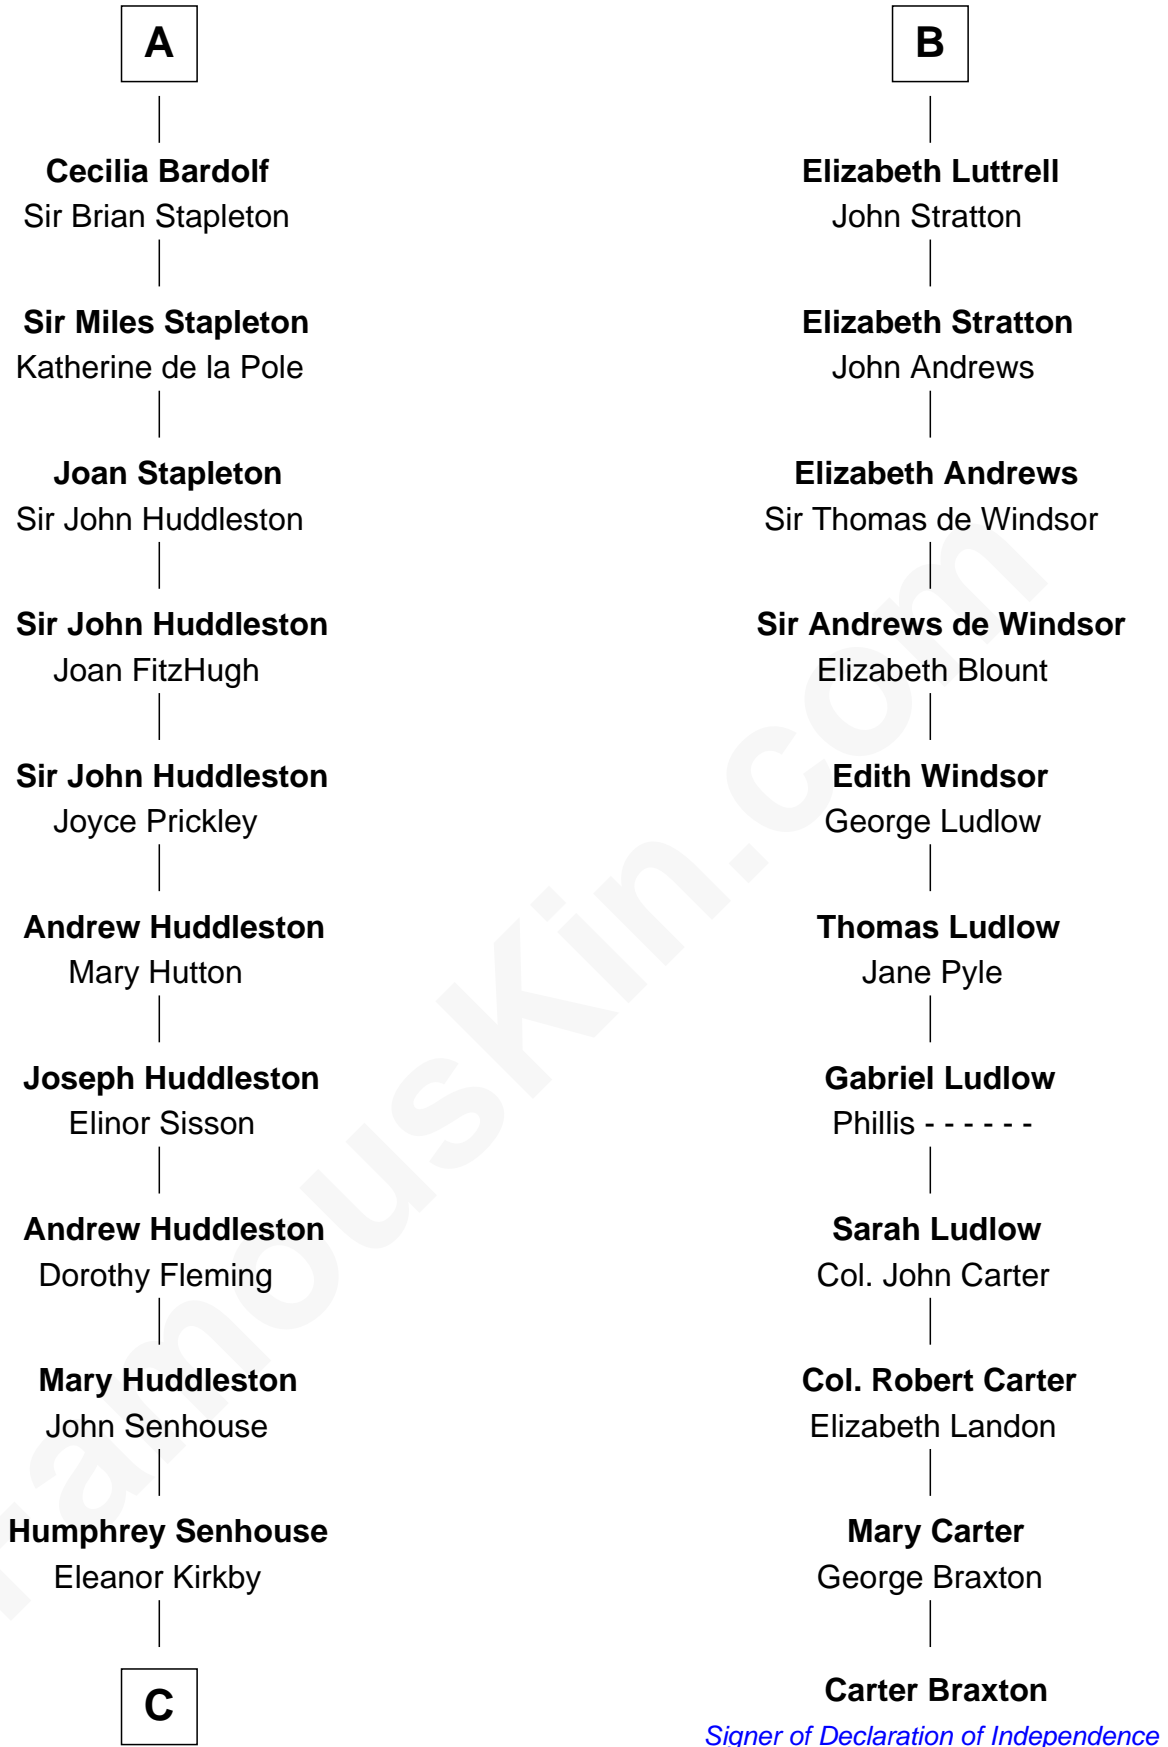 A
Cecilia Bardolf
Sir Brian Stapleton
Sir Miles Stapleton
Katherine de la Pole
Joan Stapleton
Sir John Huddleston
Sir John Huddleston
Joan FitzHugh
Sir John Huddleston
Joyce Prickley
Andrew Huddleston
Mary Hutton
Joseph Huddleston
Elinor Sisson
Andrew Huddleston
Dorothy Fleming
Mary Huddleston
John Senhouse
Humphrey Senhouse
Eleanor Kirkby
C
B
Elizabeth Luttrell
John Stratton
Elizabeth Stratton
John Andrews
Elizabeth Andrews
Sir Thomas de Windsor
Sir Andrews de Windsor
Elizabeth Blount
Edith Windsor
George Ludlow
Thomas Ludlow
Jane Pyle
Gabriel Ludlow
Phillis - - - - - -
Sarah Ludlow
Col. John Carter
Col. Robert Carter
Elizabeth Landon
Mary Carter
George Braxton
Carter Braxton
Signer of Declaration of Independence
FamousKin.com